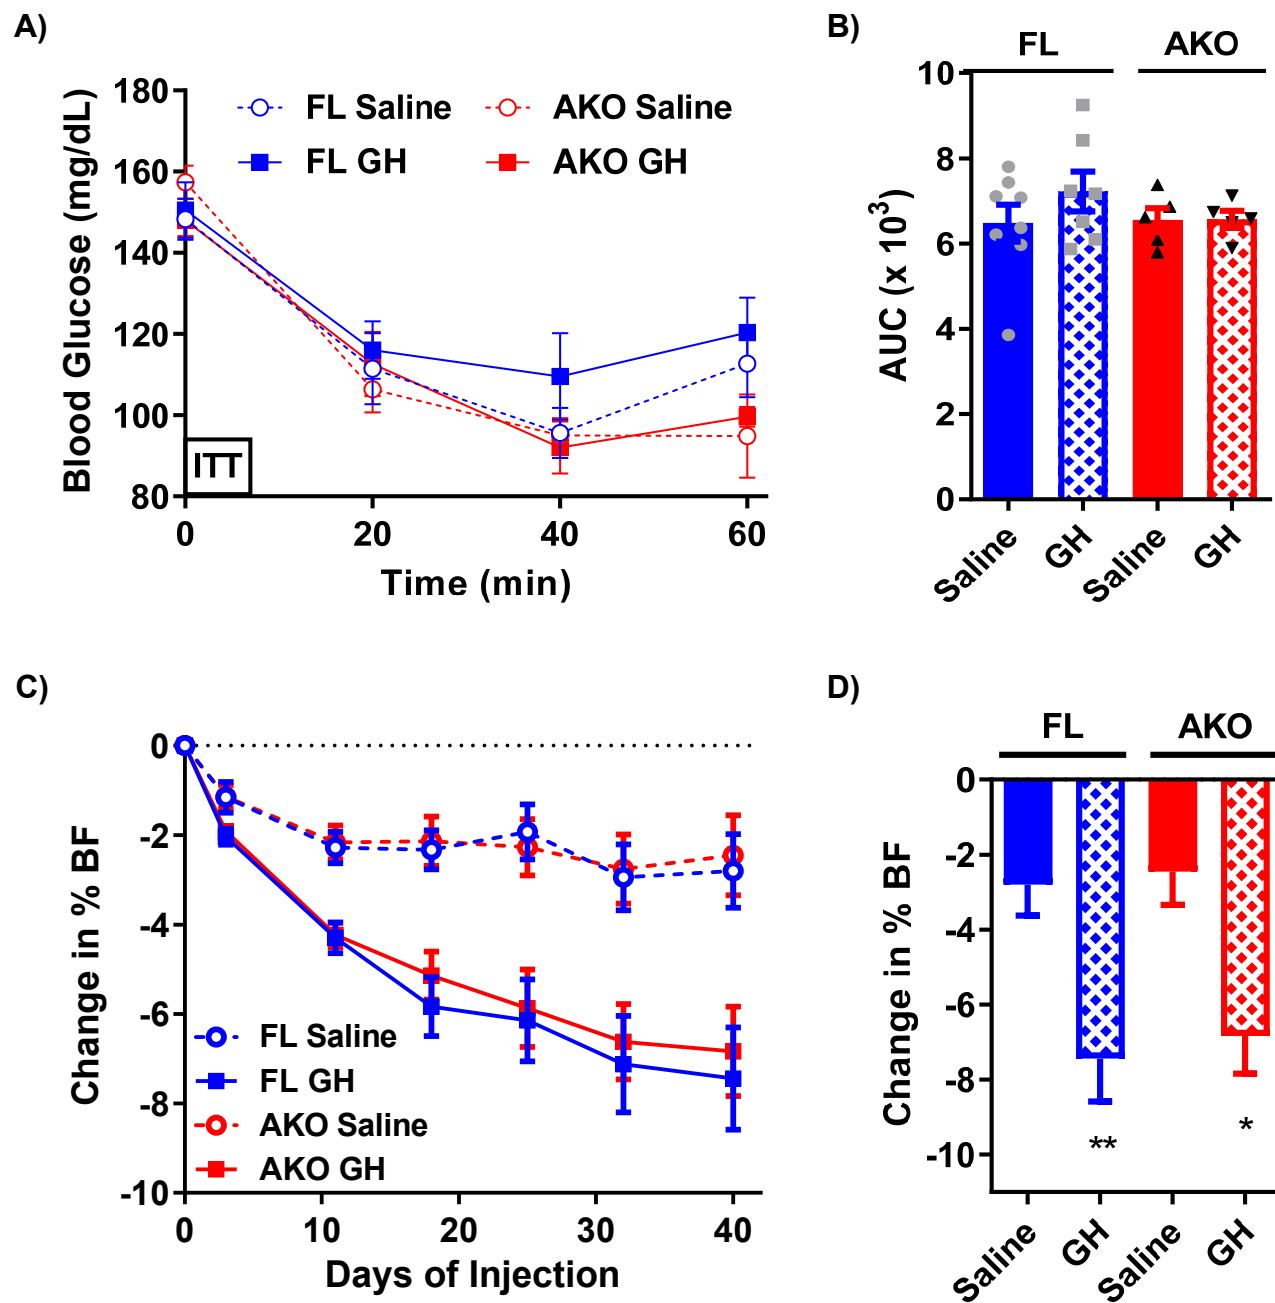 A)
Blood Glucose (mg/dL)
180
160
140
120
100
80
FL Saline
AKO Saline
FL GH
AKO GH
ITT
0 20 40 60
Time (min)
B)
FL AKO
AUC (x 10³)
10
8
6
4
2
0
Saline GH Saline GH
C)
Change in % BF
0
-2
-4
-6
-8
-10
FL Saline
FL GH
AKO Saline
AKO GH
0 10 20 30 40
Days of Injection
D)
FL AKO
Change in % BF
0
-2
-4
-6
-8
-10
**
*
Saline GH Saline GH